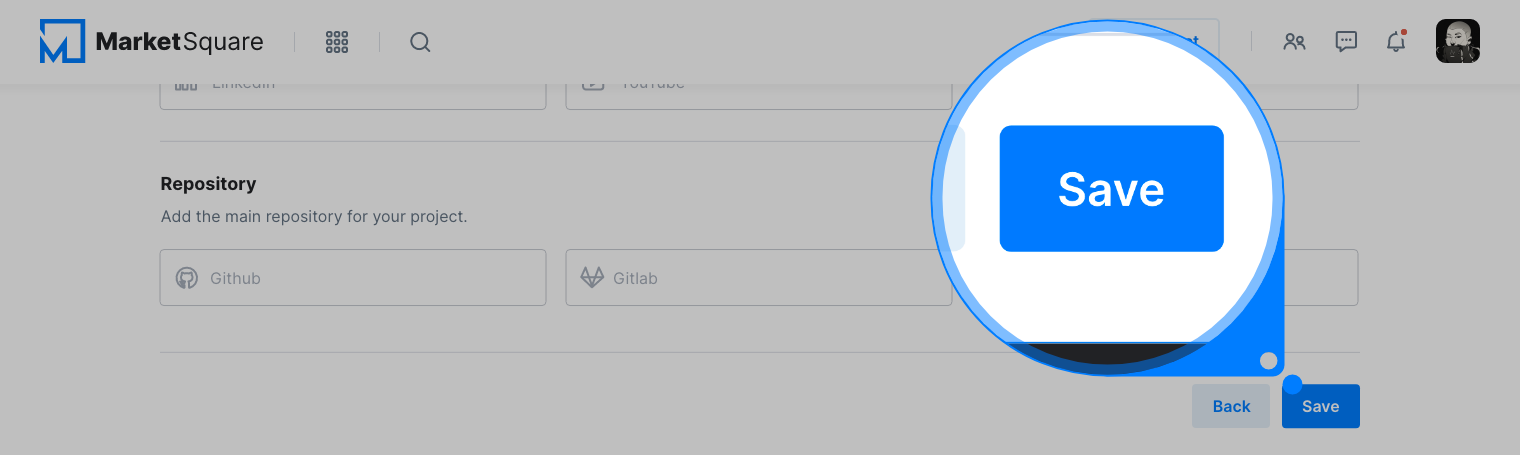 MarketSquare
LinkedIn
YouTube
Repository
Add the main repository for your project.
Github
Gitlab
Save
Back
Save